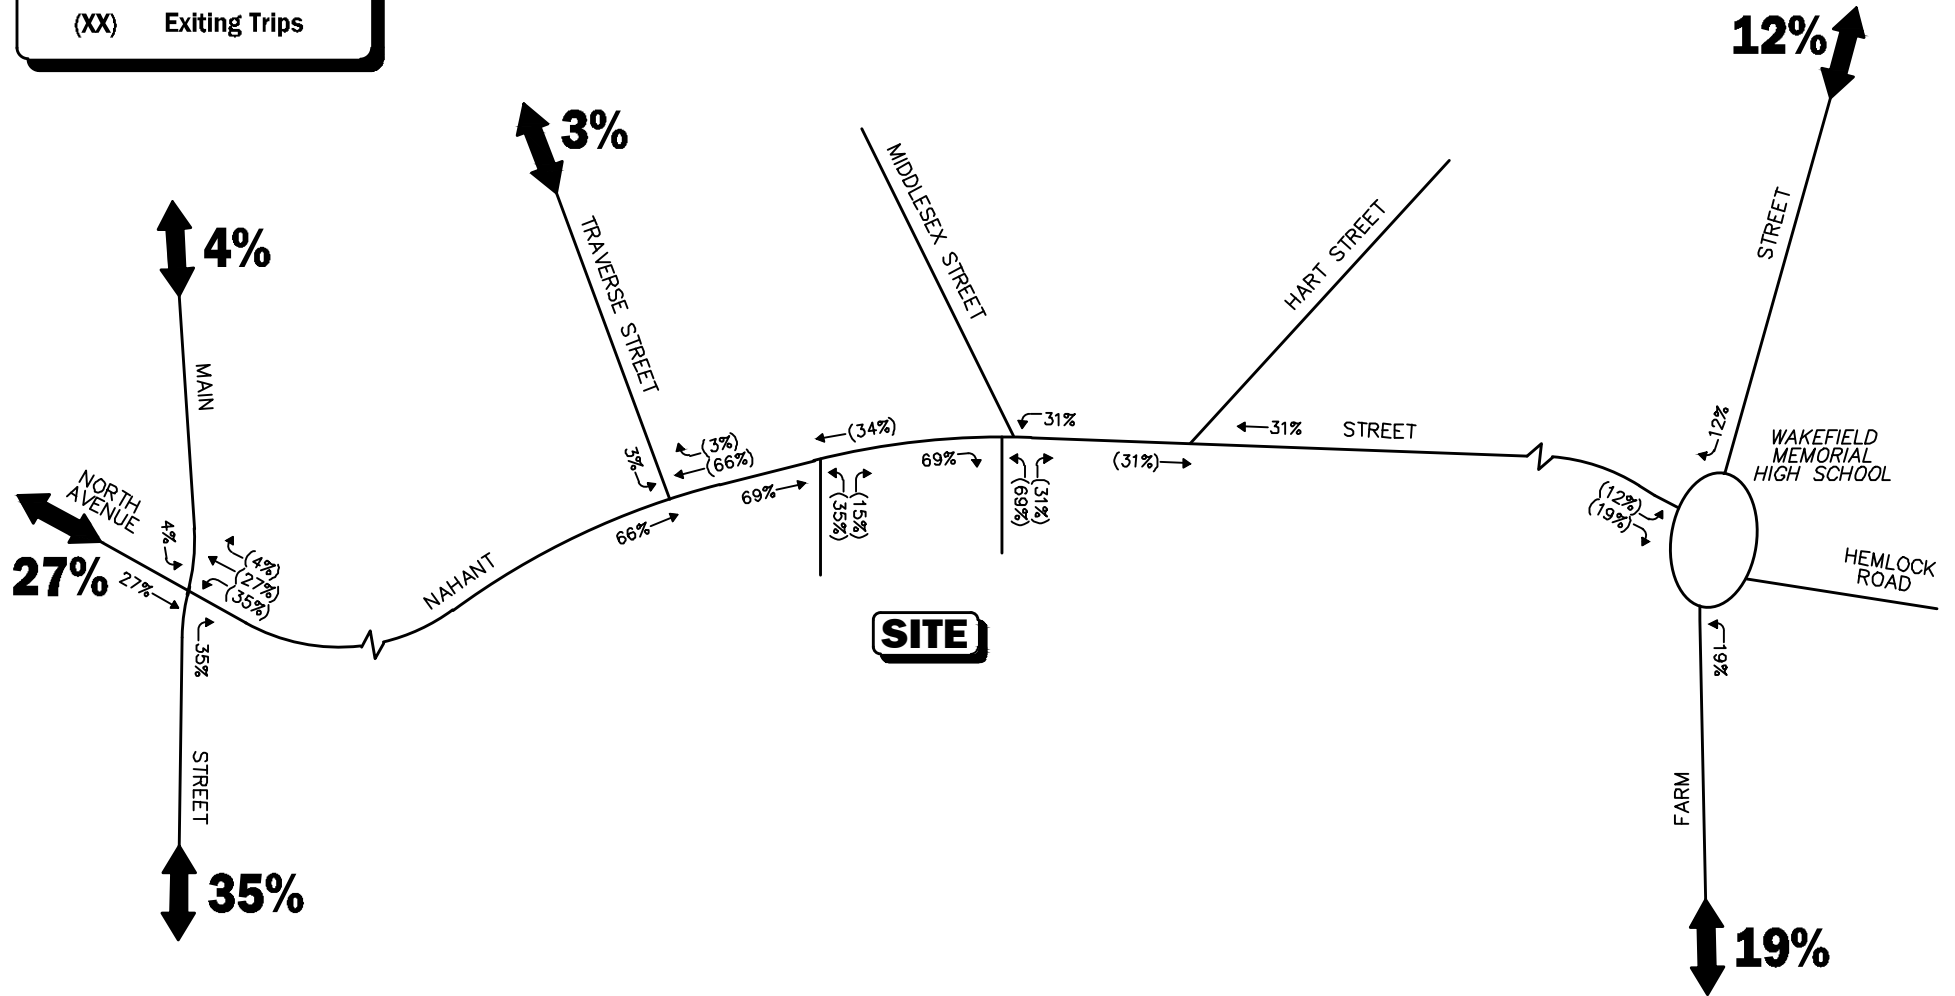 (XX) Exiting Trips
12%
3%
4%
TRAVERSE STREET
MIDDLESEX STREET
HART STREET
STREET
MAIN
12%
31%
31%
STREET
(34%)
(3%)
(66%)
3%
69%
69%
(31%)
WAKEFIELD
MEMORIAL
HIGH SCHOOL
NORTH
AVENUE
66%
(35%)
(15%)
(69%)
(31%)
(12%)
(19%)
4%
27%
27%
(4%)
(27%)
(35%)
NAHANT
HEMLOCK
ROAD
35%
SITE
19%
STREET
FARM
35%
19%